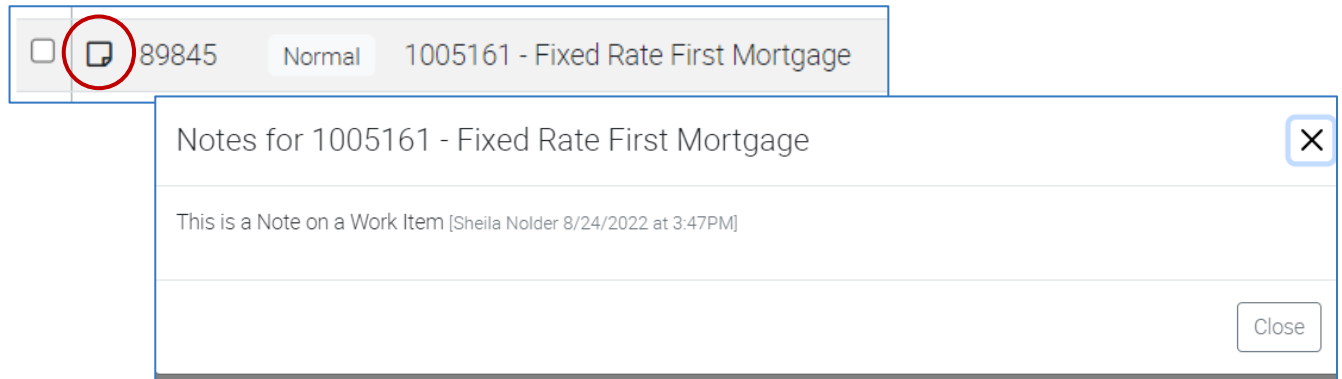 89845 Normal 1005161 - Fixed Rate First Mortgage
Notes for 1005161 - Fixed Rate First Mortgage
This is a Note on a Work Item [Sheila Nolder 8/24/2022 at 3:47PM]
Close